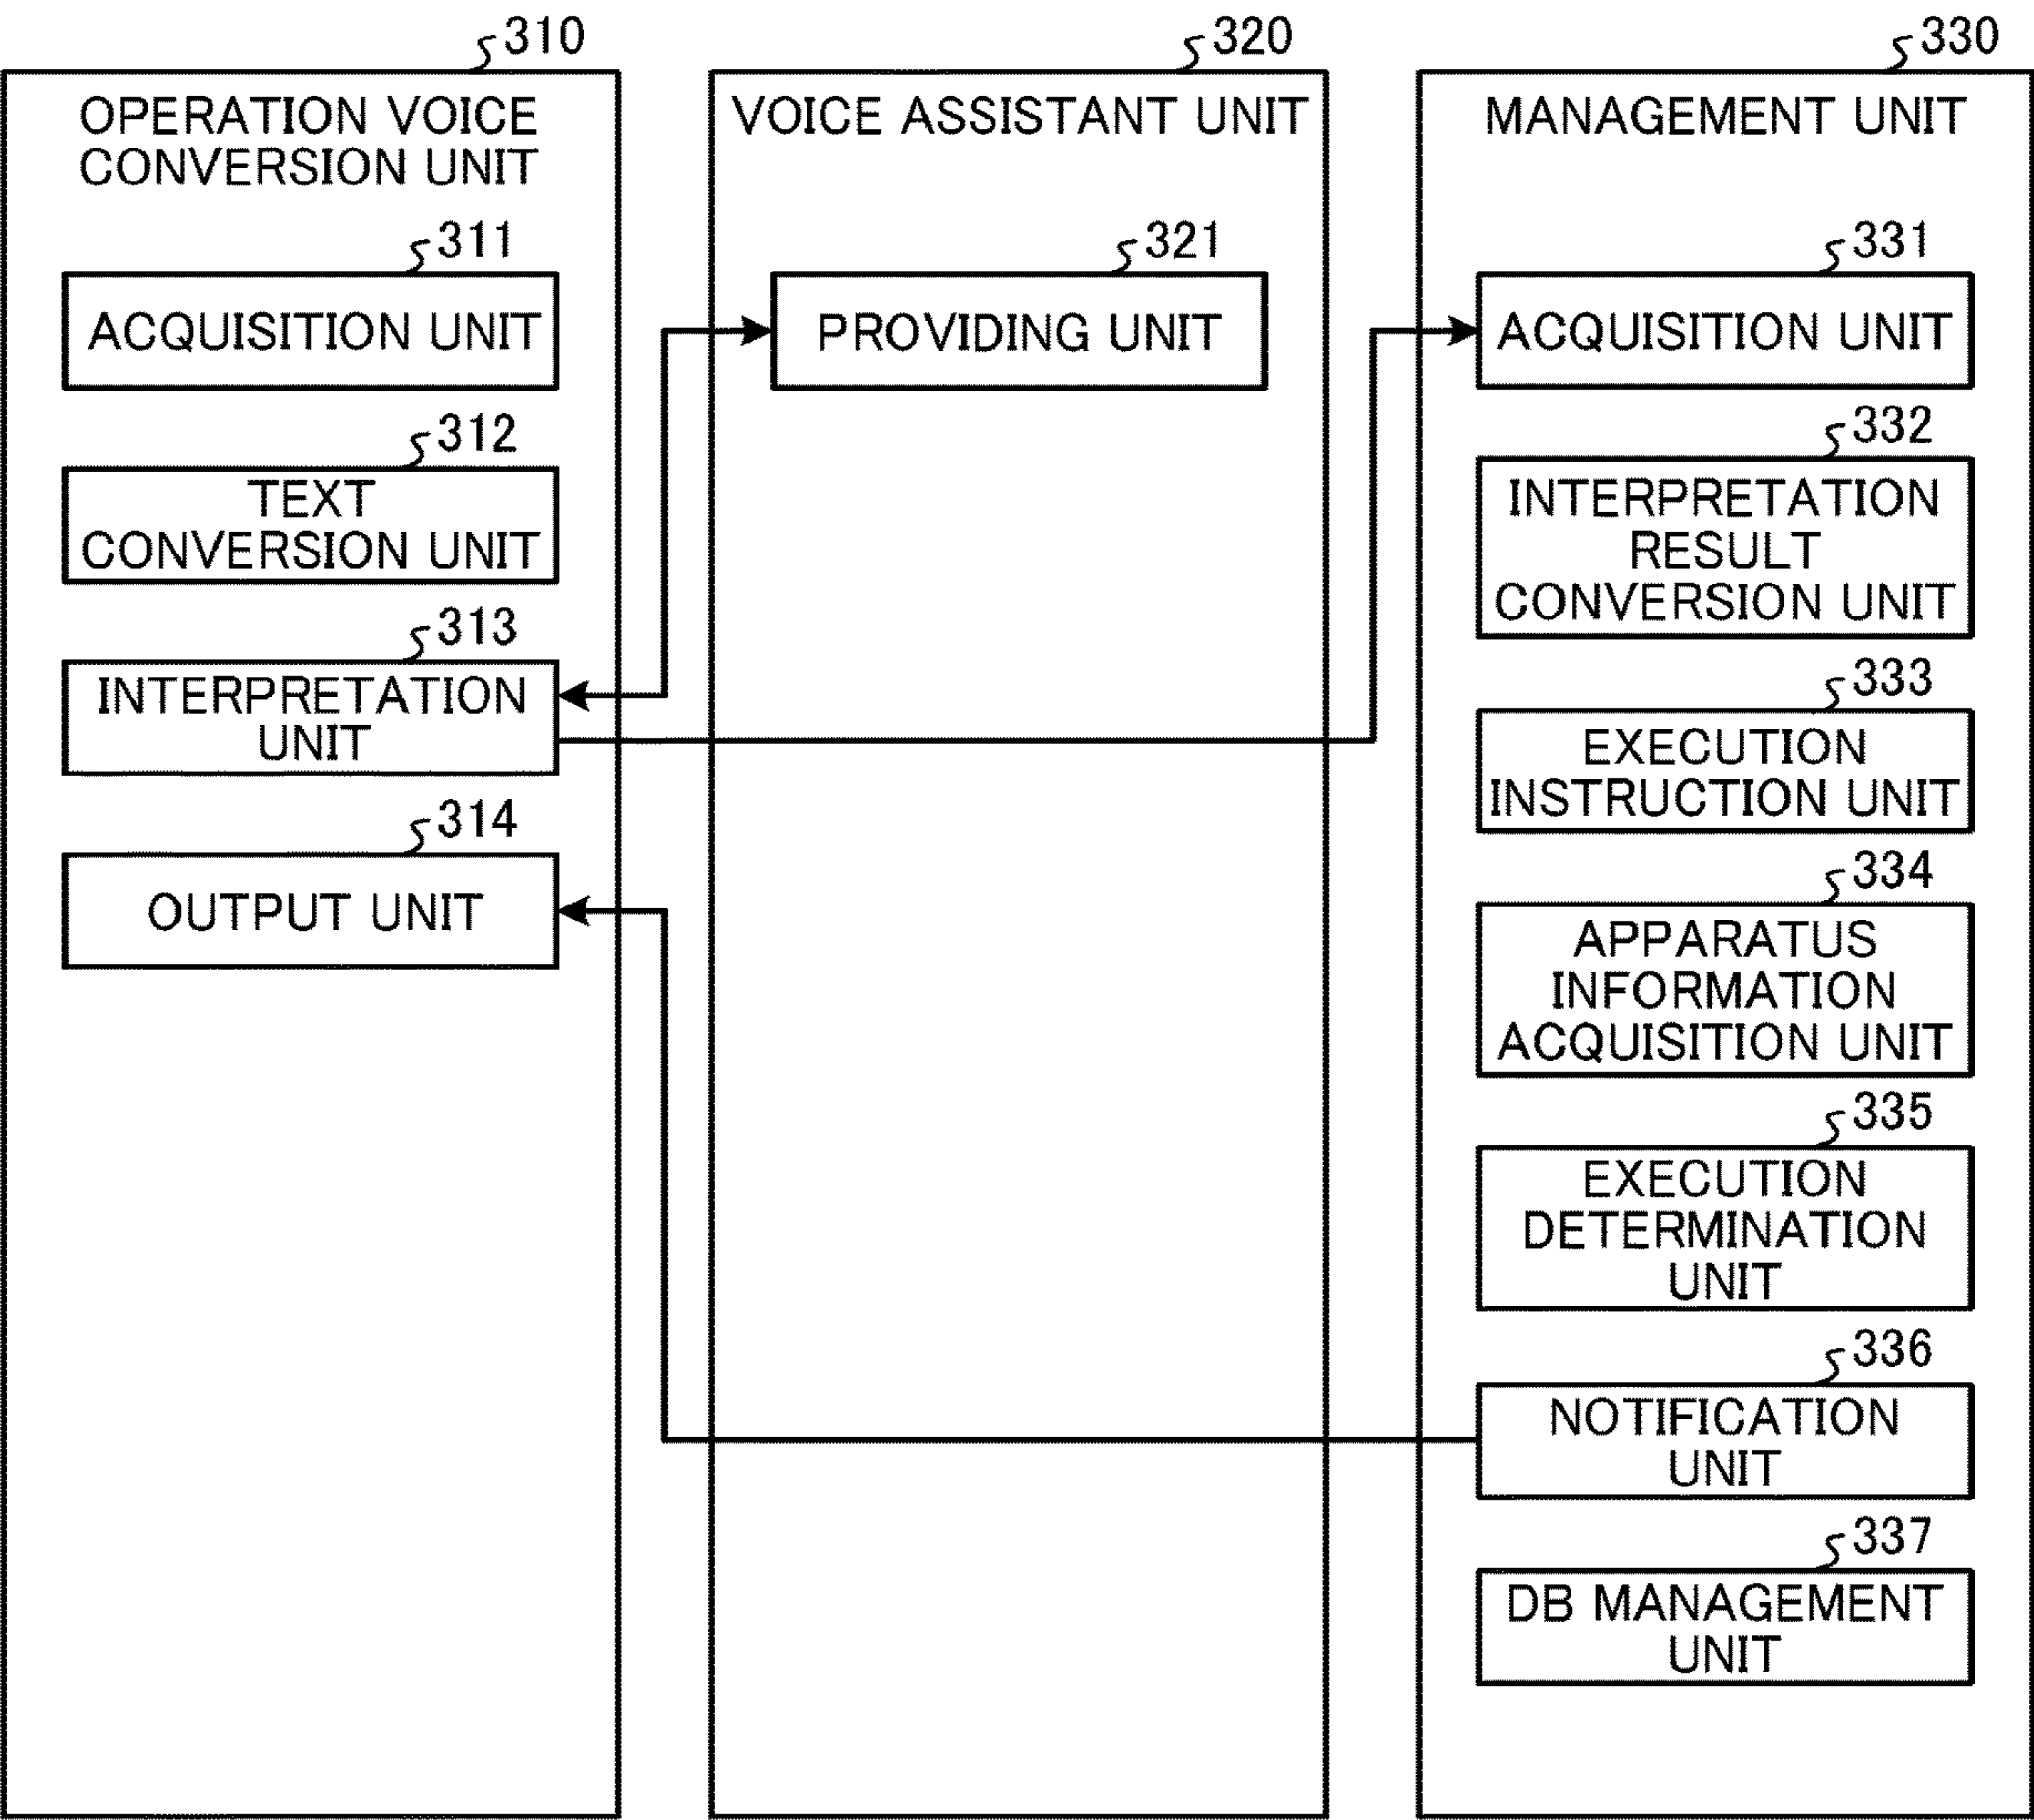 310
OPERATION VOICE
CONVERSION UNIT
311
ACQUISITION UNIT
312
TEXT
CONVERSION UNIT
313
INTERPRETATION
UNIT
314
OUTPUT UNIT
320
VOICE ASSISTANT UNIT
321
PROVIDING UNIT
330
MANAGEMENT UNIT
331
ACQUISITION UNIT
332
INTERPRETATION
RESULT
CONVERSION UNIT
333
EXECUTION
INSTRUCTION UNIT
334
APPARATUS
INFORMATION
ACQUISITION UNIT
335
EXECUTION
DETERMINATION
UNIT
336
NOTIFICATION
UNIT
337
DB MANAGEMENT
UNIT